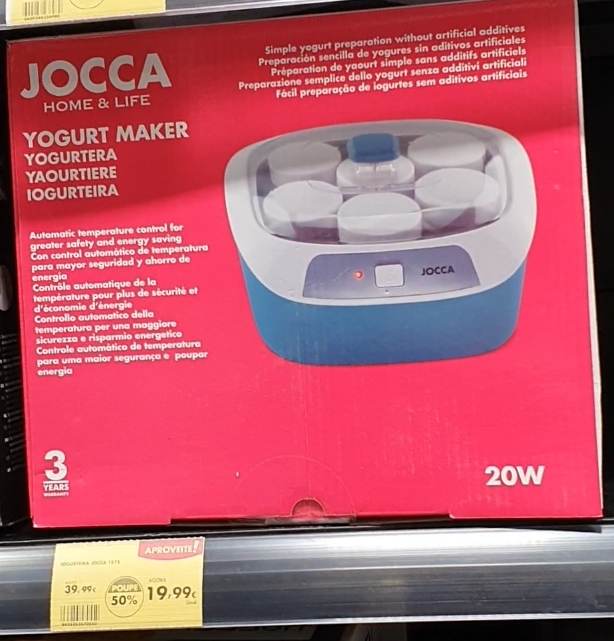 JOCCA
HOME & LIFE
Simple yogurt preparation without artificial additives
Preparación sencilla de yogures sin aditivos artificiales
Préparation de yaourt simple sans additifs artificiels
Preparazione semplice dello yogurt senza additivi artificiali
Fácil preparação de iogurtes sem aditivos artificiais
YOGURT MAKER
YOGURTERA
YAOURTIERE
IOGURTEIRA
Automatic temperature control for
greater safety and energy saving
Con control automático de temperatura
para mayor seguridad y ahorro de
energia
Contrôle automatique de la
température pour plus de sécurité et
d'économie d'énergie
Controllo automatico della
temperatura per una maggiore
sicurezza e risparmio energetico
Controle automático de temperatura
para uma maior segurança e poupar
energia
JOCCA
3
YEARS
WARRANTY
20W
APROVEITE!
IOGURTEIRA JOCCA
39,99€
POUPE
50%
AGORA
19,99€